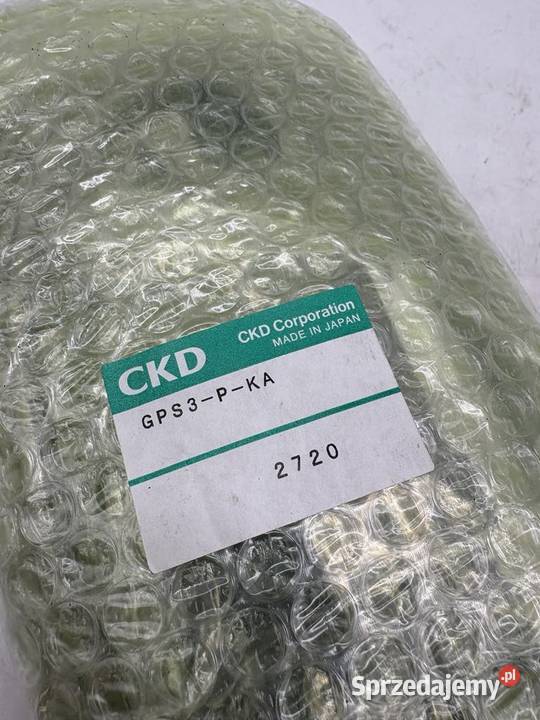 CKD
CKD Corporation
MADE IN JAPAN
GPS3-P-KA
2720
Sprzedajemy.pl